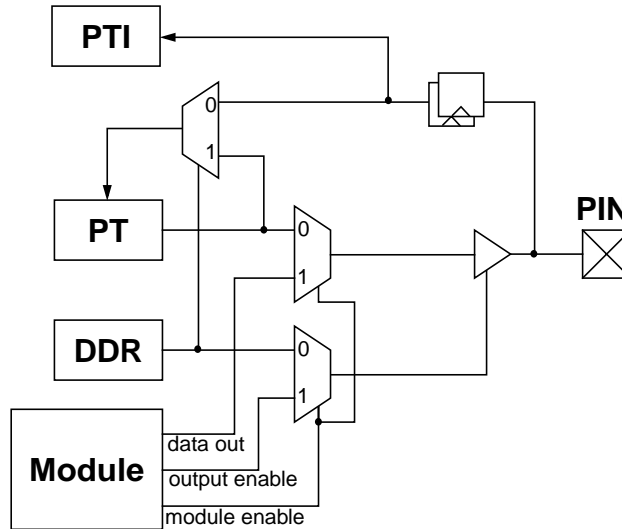 PTI
0
1
PT
PIN
0
1
DDR
0
1
Module
data out
output enable
module enable